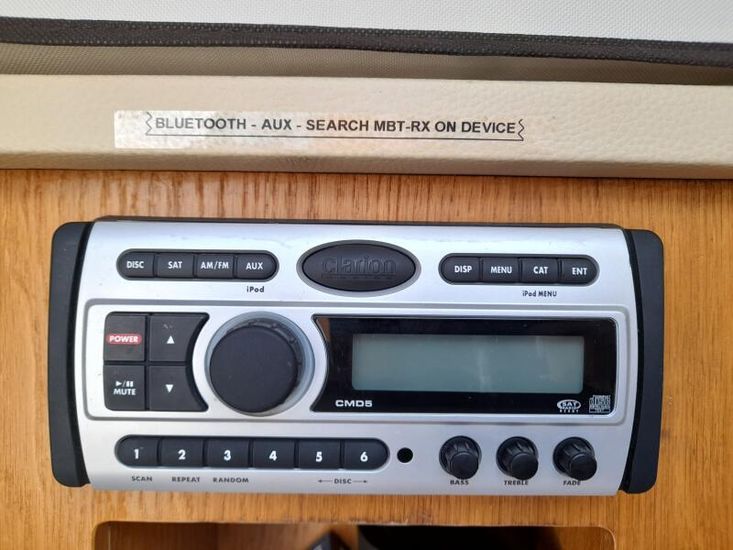 BLUETOOTH - AUX - SEARCH MBT-RX ON DEVICE
DISC SAT AM/FM AUX
iPod
clarion
DISP MENU CAT ENT
iPod MENU
POWER
MUTE
CMD5
SAT
READY
1 2 3 4 5 6
SCAN REPEAT RANDOM DISC
BASS TREBLE FADE